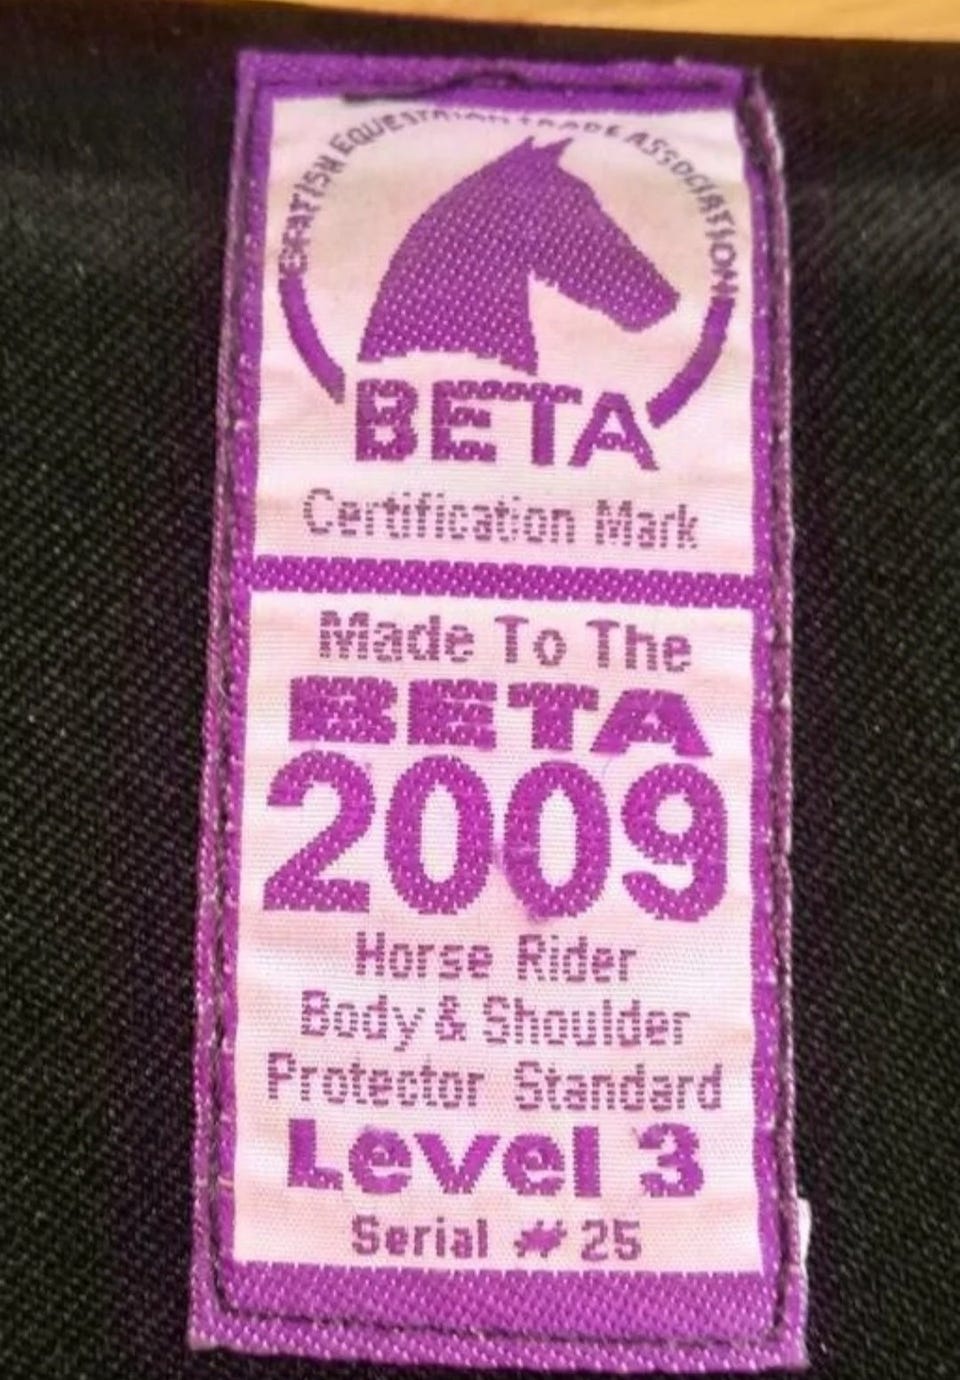 BRITISH EQUESTRIAN TRADE ASSOCIATION
BETA
Certification Mark
Made To The
BETA
2009
Horse Rider
Body & Shoulder
Protector Standard
Level 3
Serial # 25